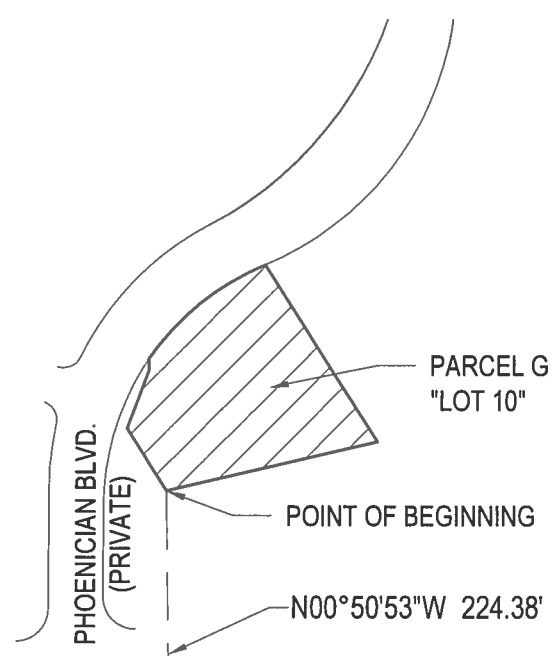 PARCEL G
"LOT 10"
POINT OF BEGINNING
PHOENICIAN BLVD.
(PRIVATE)
N00°50'53"W 224.38'